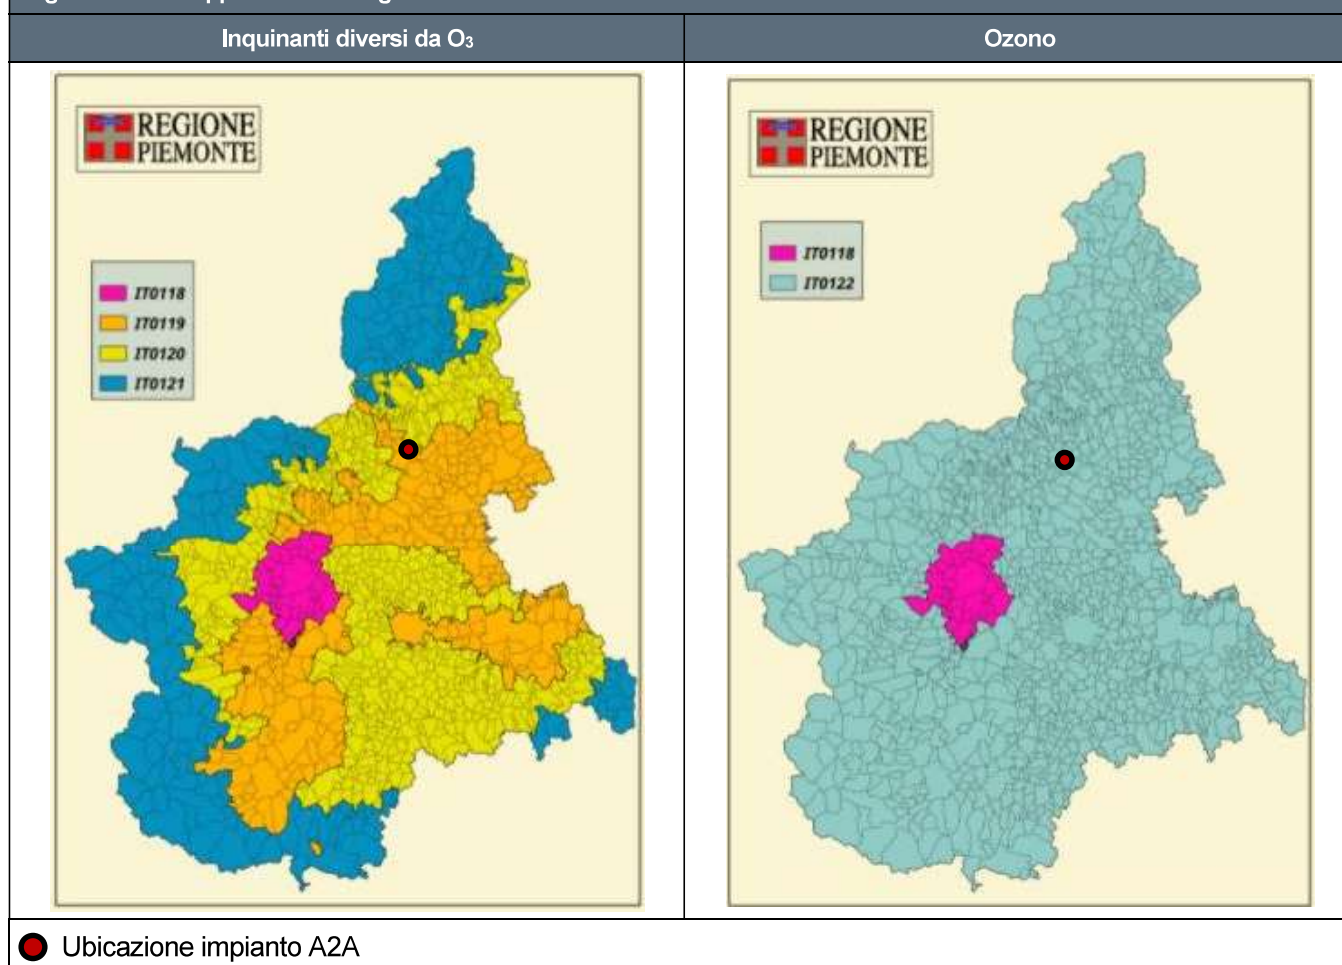 Inquinanti diversi da O₃
Ozono
REGIONE
PIEMONTE
IT0118
IT0119
IT0120
IT0121
REGIONE
PIEMONTE
IT0118
IT0122
Ubicazione impianto A2A